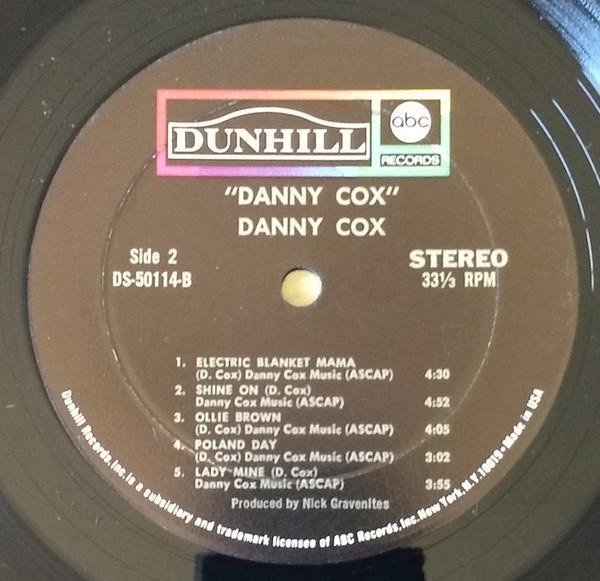 DUNHILL
abc
RECORDS
"DANNY COX"
DANNY COX
Side 2
DS-50114-B
STEREO
33⅓ RPM
1. ELECTRIC BLANKET MAMA
(D. Cox) Danny Cox Music (ASCAP) 4:30
2. SHINE ON (D. Cox)
Danny Cox Music (ASCAP) 4:52
3. OLLIE BROWN
(D. Cox) Danny Cox Music (ASCAP) 4:05
4. POLAND DAY
(D. Cox) Danny Cox Music (ASCAP) 3:02
5. LADY MINE (D. Cox)
Danny Cox Music (ASCAP) 3:55
Produced by Nick Gravenites
Dunhill Records, Inc. is a subsidiary and trademark licensee of ABC Records, Inc. New York, N.Y. 10019 • Made in USA